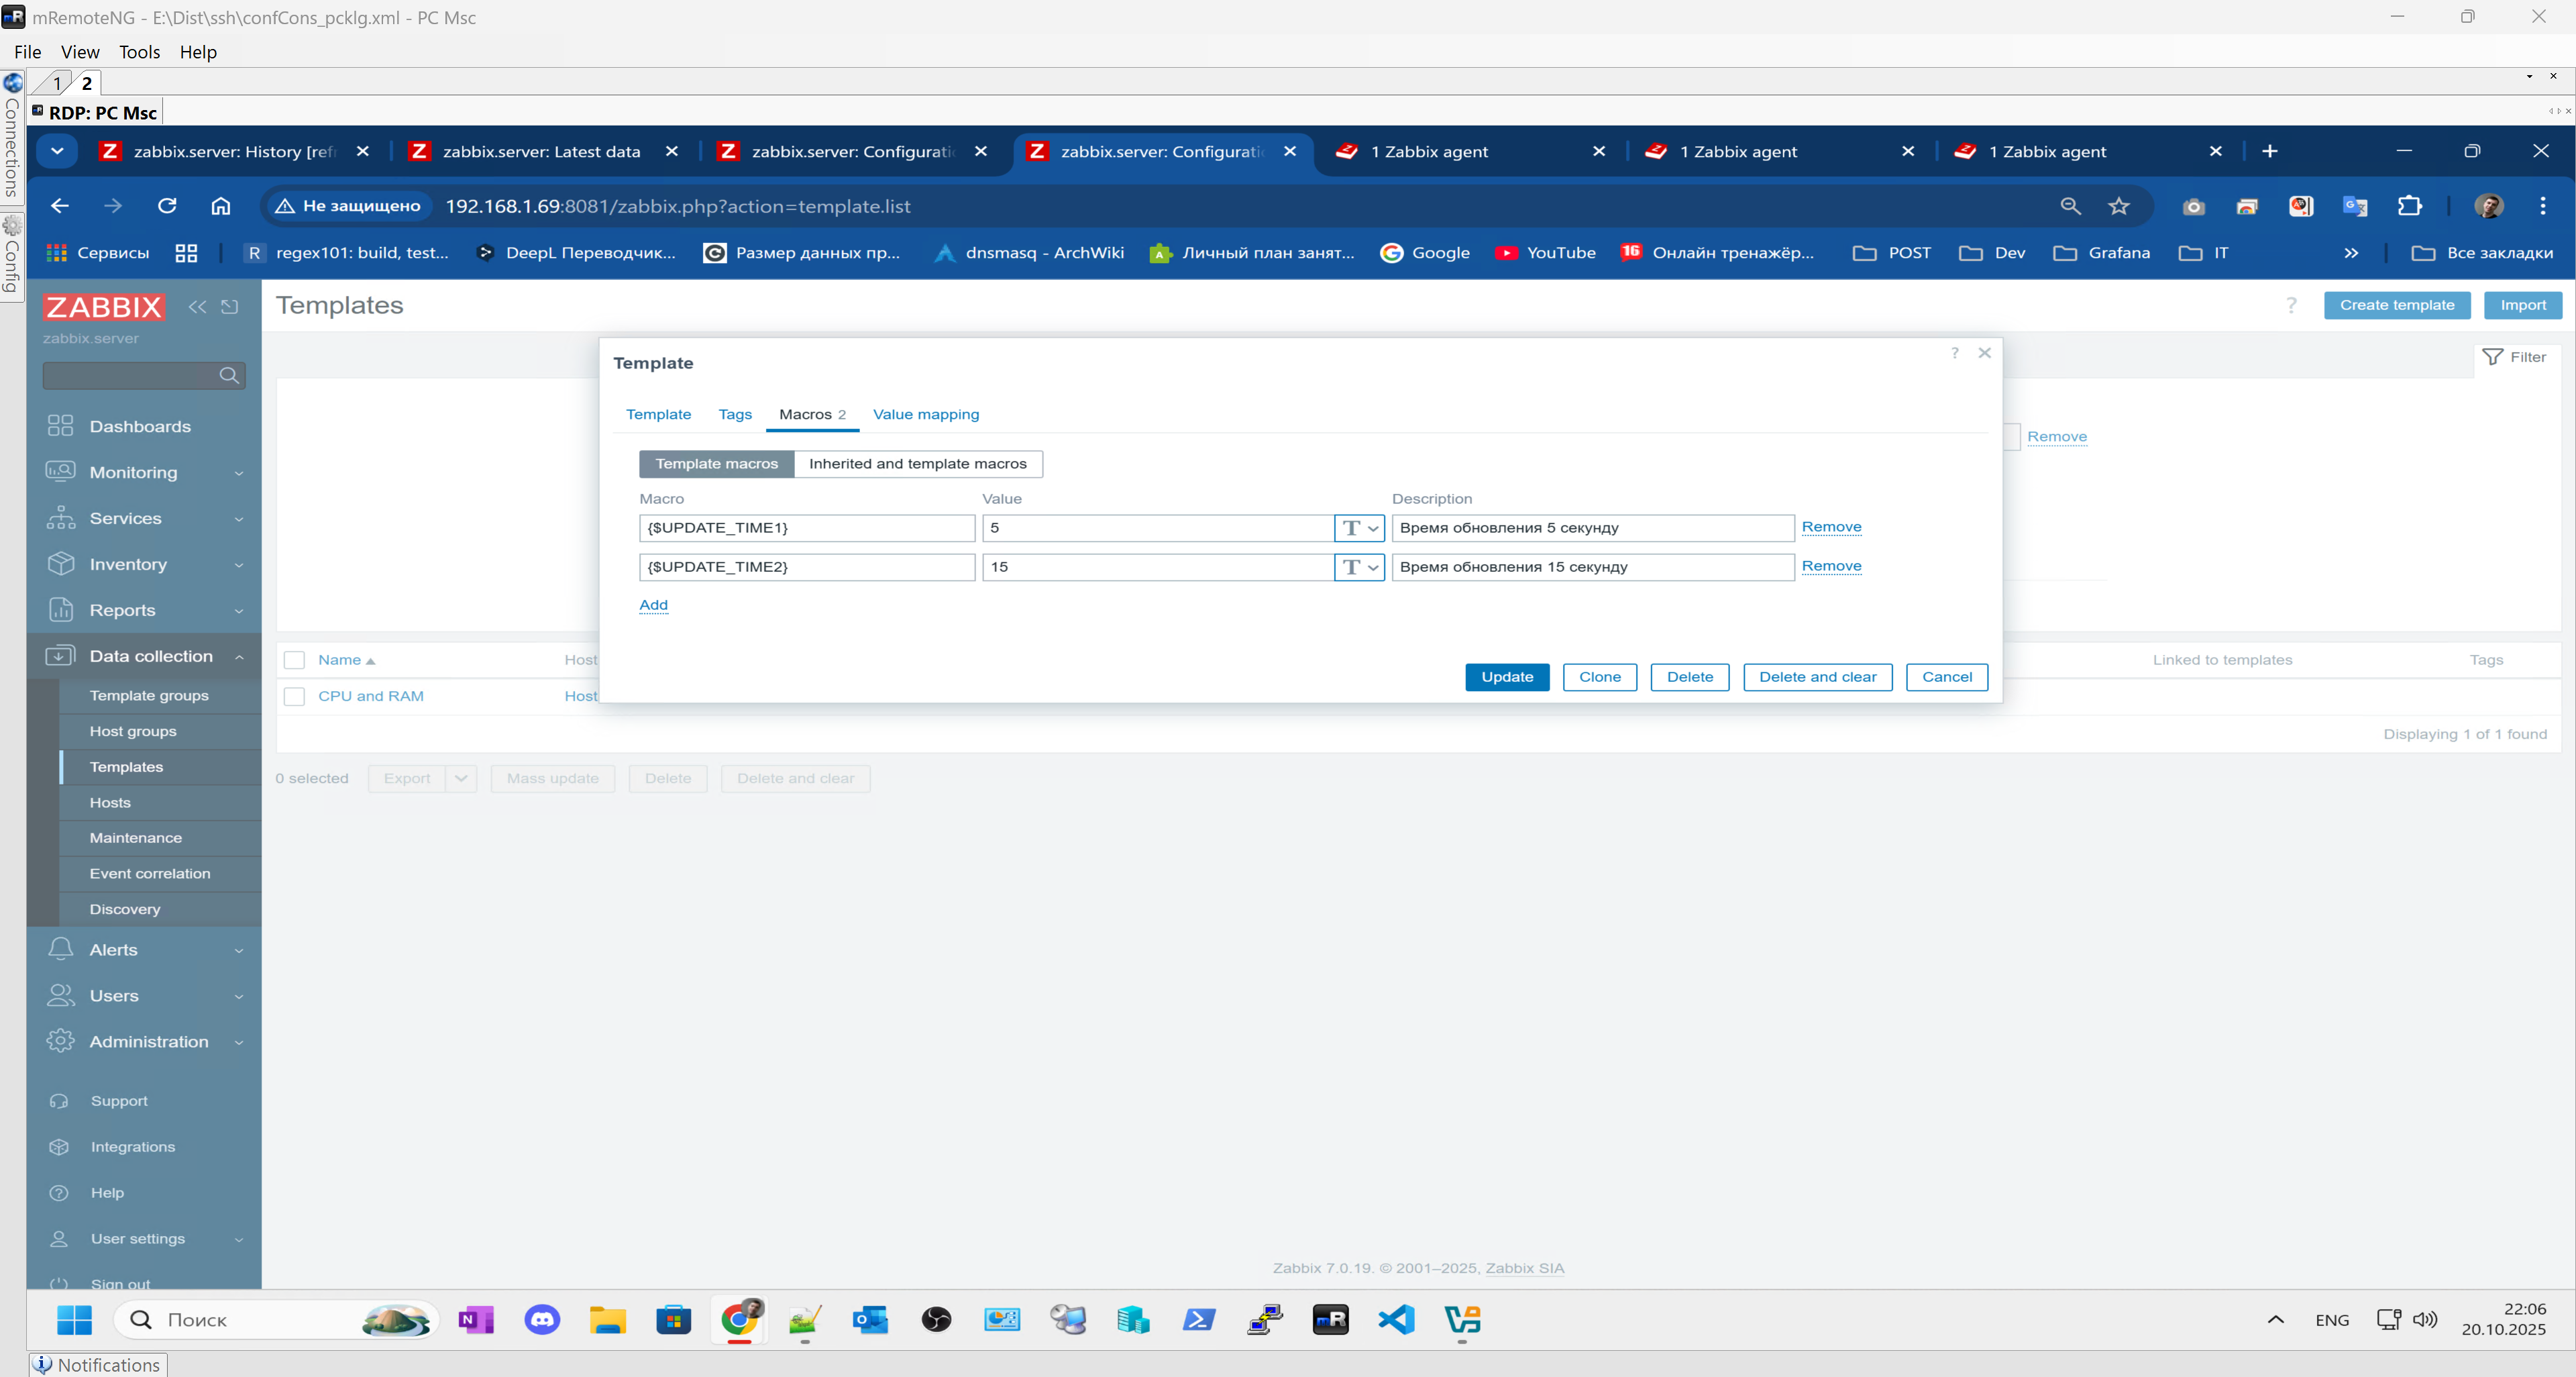 mRemoteNG - E:\Dist\ssh\confCons_pcklg.xml - PC Msc
File View Tools Help
1 2
Connections
Config
RDP: PC Msc
zabbix.server: History [refr
zabbix.server: Latest data
zabbix.server: Configuratio
zabbix.server: Configuratio
1 Zabbix agent
1 Zabbix agent
1 Zabbix agent
Не защищено
192.168.1.69:8081/zabbix.php?action=template.list
Сервисы
regex101: build, test...
DeepL Переводчик...
Размер данных пр...
dnsmasq - ArchWiki
Личный план занят...
Google
YouTube
Онлайн тренажёр...
POST
Dev
Grafana
IT
Все закладки
ZABBIX
zabbix.server
Dashboards
Monitoring
Services
Inventory
Reports
Data collection
Template groups
Host groups
Templates
Hosts
Maintenance
Event correlation
Discovery
Alerts
Users
Administration
Support
Integrations
Help
User settings
Sign out
Templates
? Create template Import
Filter
Remove
Template
?
Template Tags Macros 2 Value mapping
Template macros Inherited and template macros
Macro Value Description
{$UPDATE_TIME1} 5 T Время обновления 5 секунду Remove
{$UPDATE_TIME2} 15 T Время обновления 15 секунду Remove
Add
Update Clone Delete Delete and clear Cancel
Name Host Linked to templates Tags
CPU and RAM Host
Displaying 1 of 1 found
0 selected Export Mass update Delete Delete and clear
Zabbix 7.0.19. © 2001–2025, Zabbix SIA
Поиск
ENG
22:06
20.10.2025
Notifications